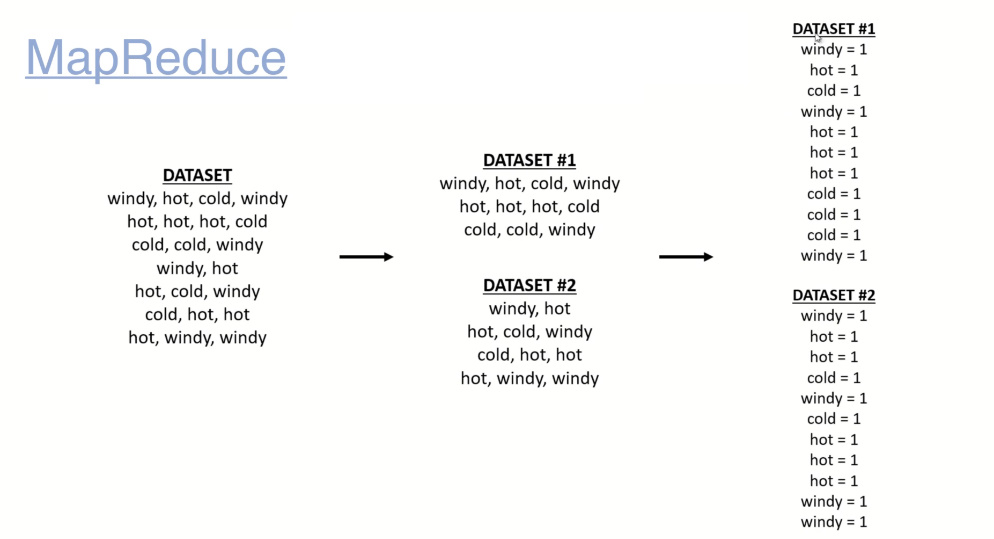 MapReduce
DATASET
windy, hot, cold, windy
hot, hot, hot, cold
cold, cold, windy
windy, hot
hot, cold, windy
cold, hot, hot
hot, windy, windy
DATASET #1
windy, hot, cold, windy
hot, hot, hot, cold
cold, cold, windy
DATASET #2
windy, hot
hot, cold, windy
cold, hot, hot
hot, windy, windy
DATASET #1
windy = 1
hot = 1
cold = 1
windy = 1
hot = 1
hot = 1
hot = 1
cold = 1
cold = 1
cold = 1
windy = 1
DATASET #2
windy = 1
hot = 1
hot = 1
cold = 1
windy = 1
cold = 1
hot = 1
hot = 1
hot = 1
windy = 1
windy = 1